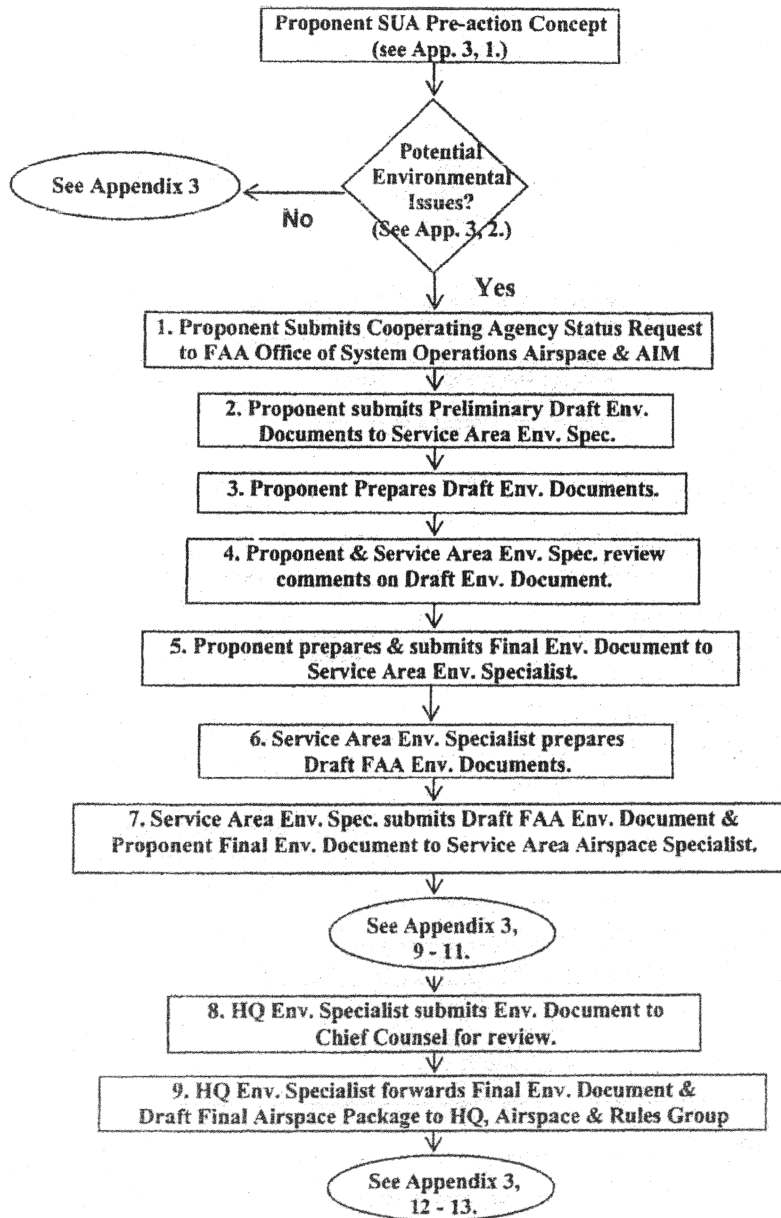 Proponent SUA Pre-action Concept
(see App. 3, 1.)
Potential
Environmental
Issues?
(See App. 3, 2.)
See Appendix 3
No
Yes
1. Proponent Submits Cooperating Agency Status Request
to FAA Office of System Operations Airspace & AIM
2. Proponent submits Preliminary Draft Env.
Documents to Service Area Env. Spec.
3. Proponent Prepares Draft Env. Documents.
4. Proponent & Service Area Env. Spec. review
comments on Draft Env. Document.
5. Proponent prepares & submits Final Env. Document to
Service Area Env. Specialist.
6. Service Area Env. Specialist prepares
Draft FAA Env. Documents.
7. Service Area Env. Spec. submits Draft FAA Env. Document &
Proponent Final Env. Document to Service Area Airspace Specialist.
See Appendix 3,
9 - 11.
8. HQ Env. Specialist submits Env. Document to
Chief Counsel for review.
9. HQ Env. Specialist forwards Final Env. Document &
Draft Final Airspace Package to HQ, Airspace & Rules Group
See Appendix 3,
12 - 13.